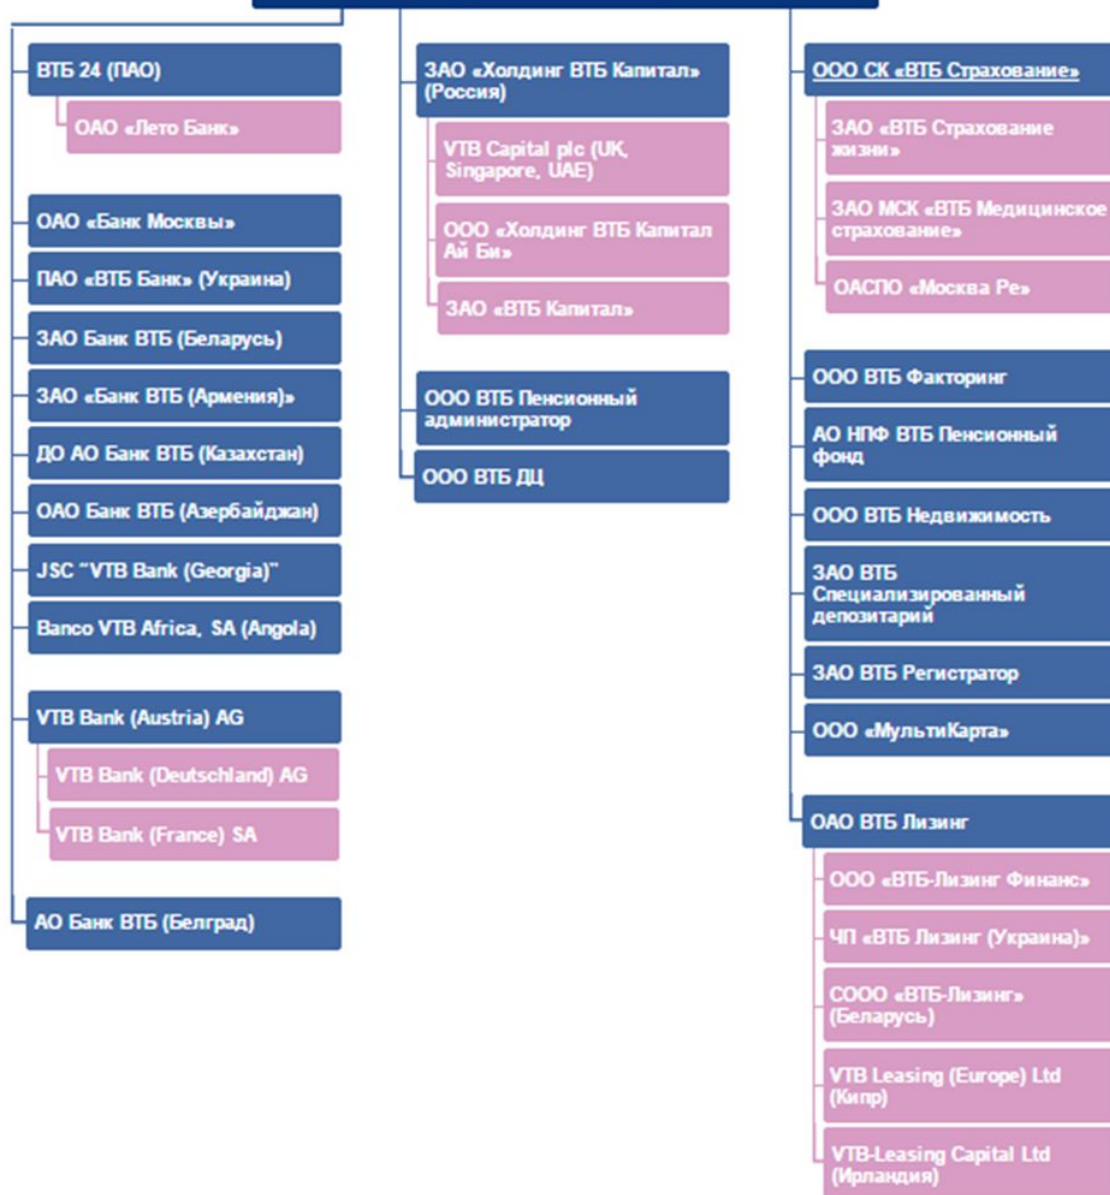 ВТБ 24 (ПАО)
ОАО «Лето Банк»
ОАО «Банк Москвы»
ПАО «ВТБ Банк» (Украина)
ЗАО Банк ВТБ (Беларусь)
ЗАО «Банк ВТБ (Армения)»
ДО АО Банк ВТБ (Казахстан)
ОАО Банк ВТБ (Азербайджан)
JSC "VTB Bank (Georgia)"
Banco VTB Africa, SA (Angola)
VTB Bank (Austria) AG
VTB Bank (Deutschland) AG
VTB Bank (France) SA
АО Банк ВТБ (Белград)
ЗАО «Холдинг ВТБ Капитал»
(Россия)
VTB Capital plc (UK,
Singapore, UAE)
ООО «Холдинг ВТБ Капитал
Ай Би»
ЗАО «ВТБ Капитал»
ООО ВТБ Пенсионный
администратор
ООО ВТБ ДЦ
ООО СК «ВТБ Страхование»
ЗАО «ВТБ Страхование
жизни»
ЗАО МСК «ВТБ Медицинское
страхование»
ОАСПО «Москва Ре»
ООО ВТБ Факторинг
АО НПФ ВТБ Пенсионный
фонд
ООО ВТБ Недвижимость
ЗАО ВТБ
Специализированный
депозитарий
ЗАО ВТБ Регистратор
ООО «МультиКарта»
ОАО ВТБ Лизинг
ООО «ВТБ-Лизинг Финанс»
ЧП «ВТБ Лизинг (Украина)»
СООО «ВТБ-Лизинг»
(Беларусь)
VTB Leasing (Europe) Ltd
(Кипр)
VTB-Leasing Capital Ltd
(Ирландия)